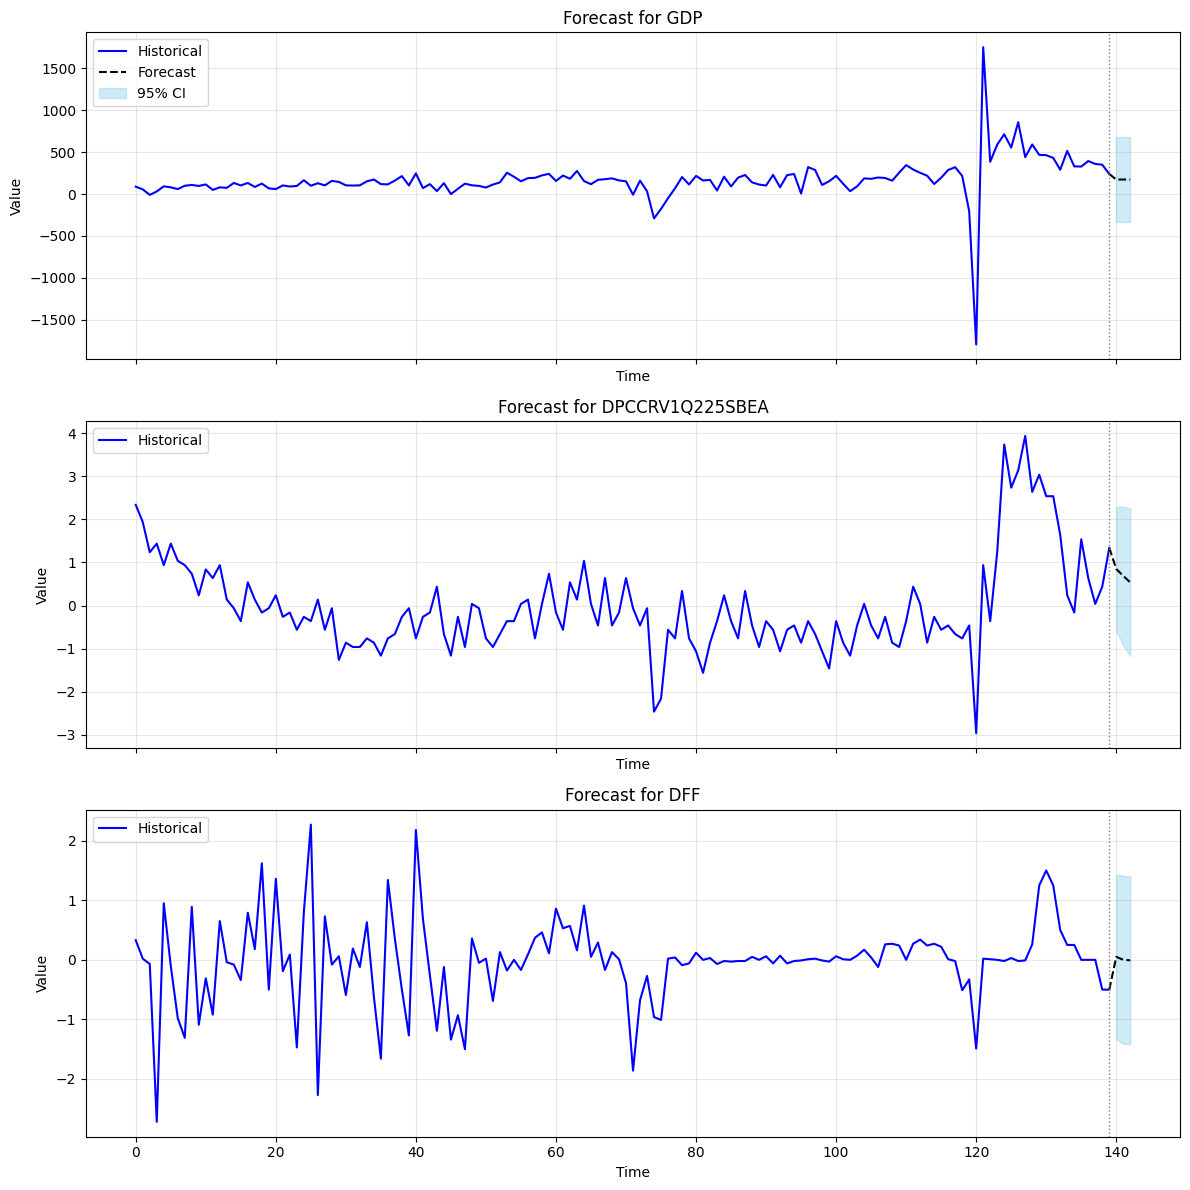 Forecast for GDP
Historical
Forecast
95% CI
Value
1500
1000
500
0
−500
−1000
−1500
Time
Forecast for DPCCRV1Q225SBEA
Historical
Value
4
3
2
1
0
−1
−2
−3
Time
Forecast for DFF
Historical
Value
2
1
0
−1
−2
0 20 40 60 80 100 120 140
Time